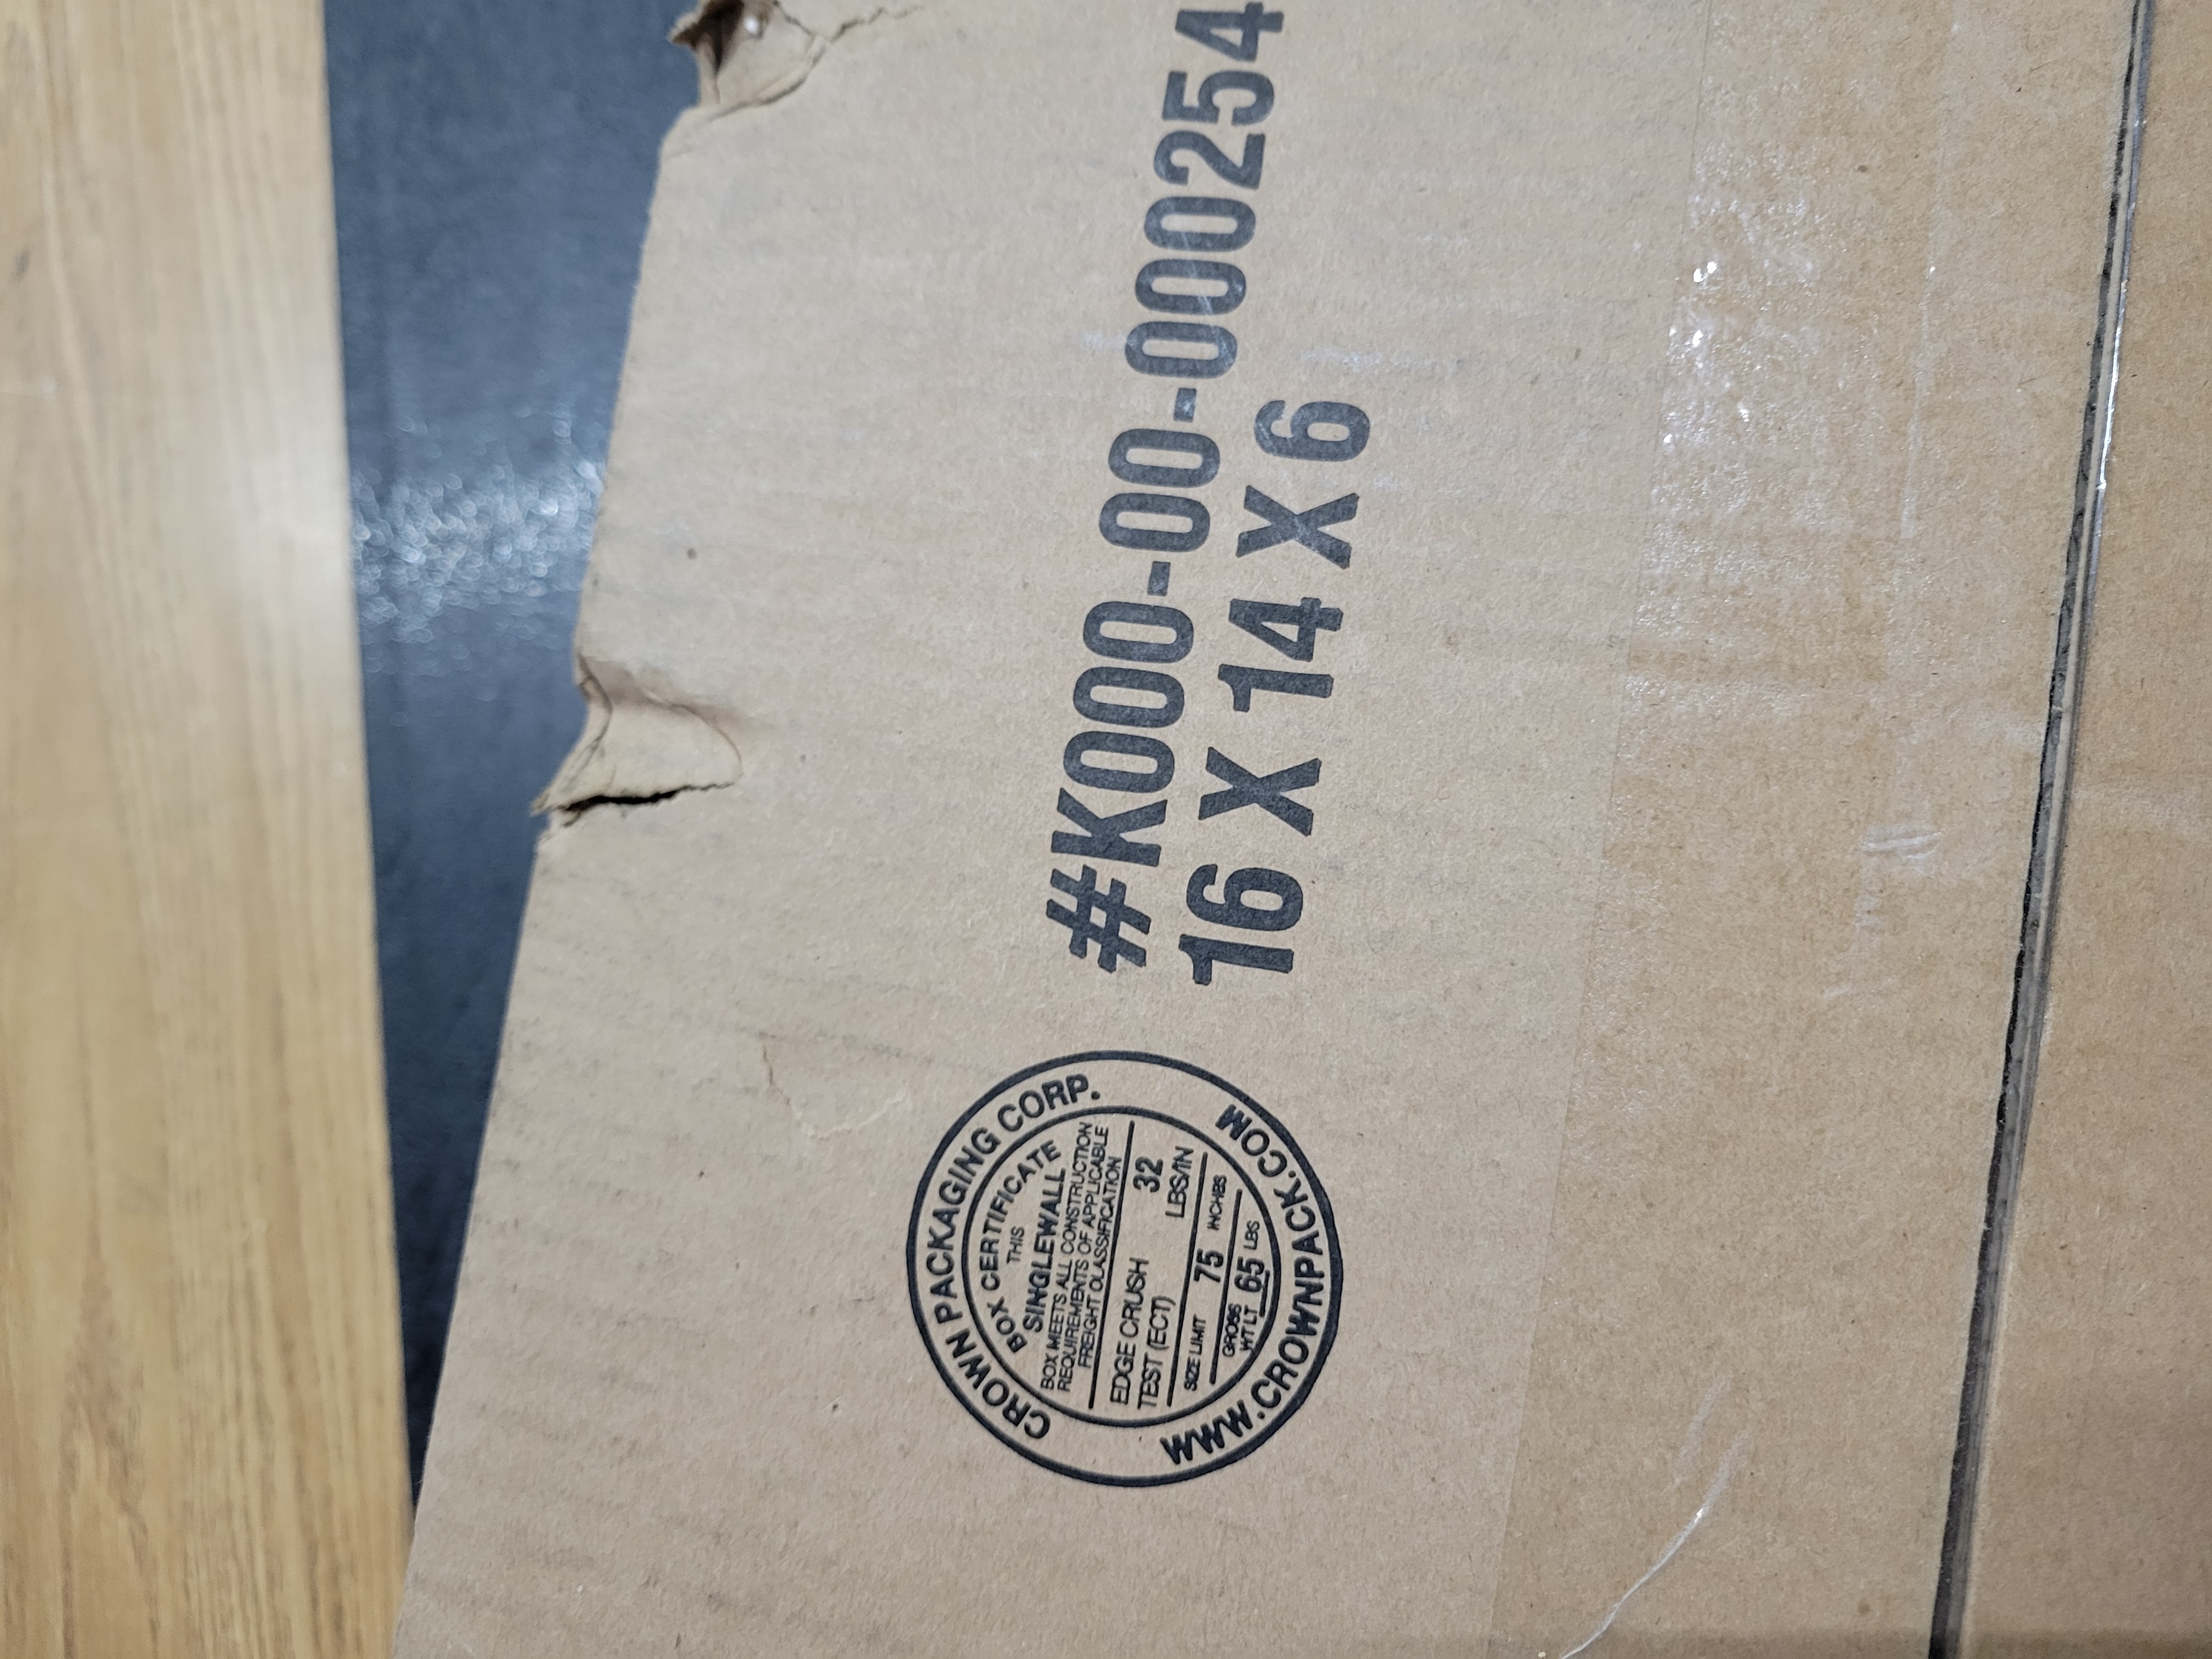 #K000-00-000254
16 X 14 X 6
CROWN PACKAGING CORP.
BOX CERTIFICATE
THIS
SINGLEWALL
BOX MEETS ALL CONSTRUCTION
REQUIREMENTS OF APPLICABLE
FREIGHT CLASSIFICATION
EDGE CRUSH
TEST (ECT)
32
LBS/IN
SIZE LIMIT 75 INCHES
GROSS
WT LT 65 LBS
WWW.CROWNPACK.COM